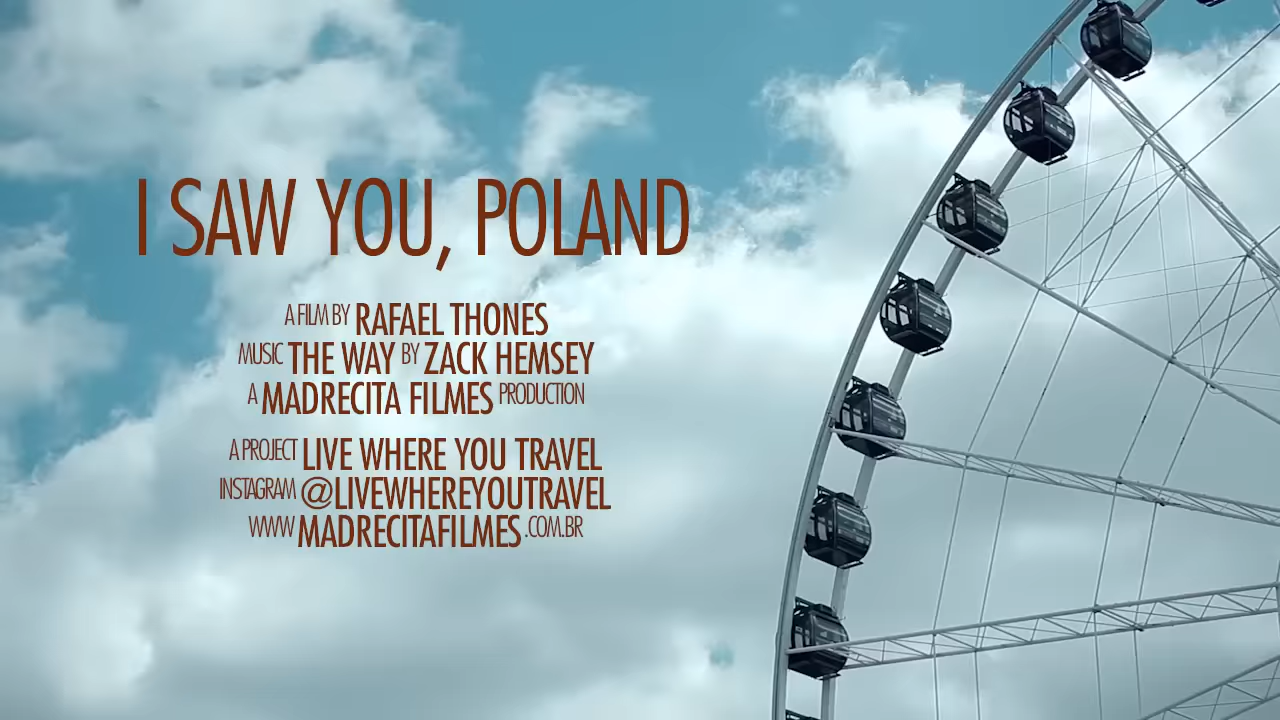 I SAW YOU, POLAND
A FILM BY RAFAEL THONES
MUSIC THE WAY BY ZACK HEMSEY
A MADRECITA FILMES PRODUCTION
A PROJECT LIVE WHERE YOU TRAVEL
INSTAGRAM @LIVEWHEREYOUTRAVEL
WWW MADRECITAFILMES.COM.BR